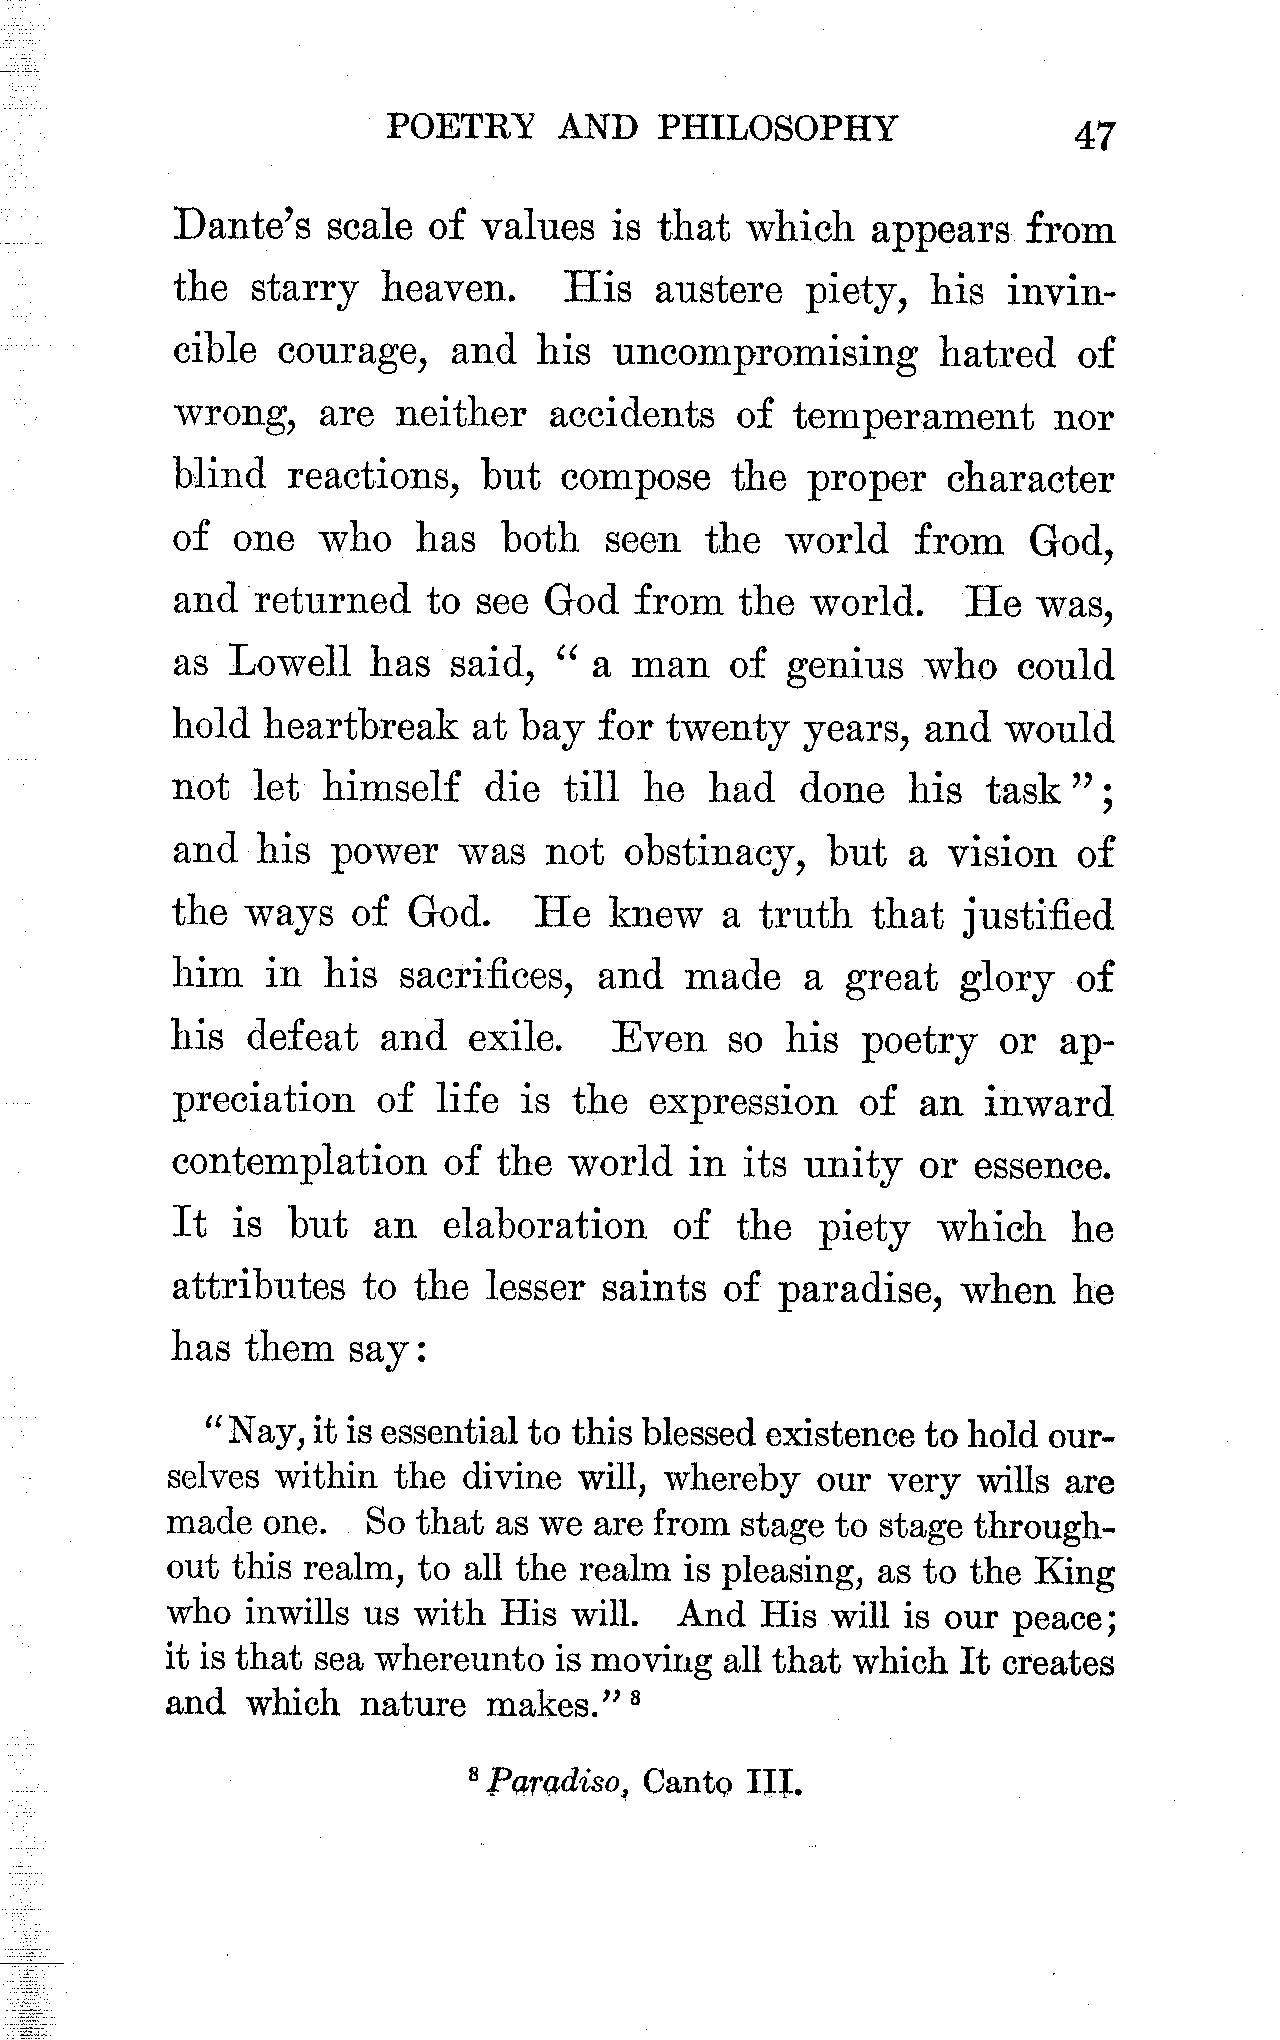 POETRY AND PHILOSOPHY 47
Dante's scale of values is that which appears from
the starry heaven. His austere piety, his invin-
cible courage, and his uncompromising hatred of
wrong, are neither accidents of temperament nor
blind reactions, but compose the proper character
of one who has both seen the world from God,
and returned to see God from the world. He was,
as Lowell has said, "a man of genius who could
hold heartbreak at bay for twenty years, and would
not let himself die till he had done his task";
and his power was not obstinacy, but a vision of
the ways of God. He knew a truth that justified
him in his sacrifices, and made a great glory of
his defeat and exile. Even so his poetry or ap-
preciation of life is the expression of an inward
contemplation of the world in its unity or essence.
It is but an elaboration of the piety which he
attributes to the lesser saints of paradise, when he
has them say:
"Nay, it is essential to this blessed existence to hold our-
selves within the divine will, whereby our very wills are
made one. So that as we are from stage to stage through-
out this realm, to all the realm is pleasing, as to the King
who inwills us with His will. And His will is our peace;
it is that sea whereunto is moving all that which It creates
and which nature makes." 8
8 Paradiso, Canto III.